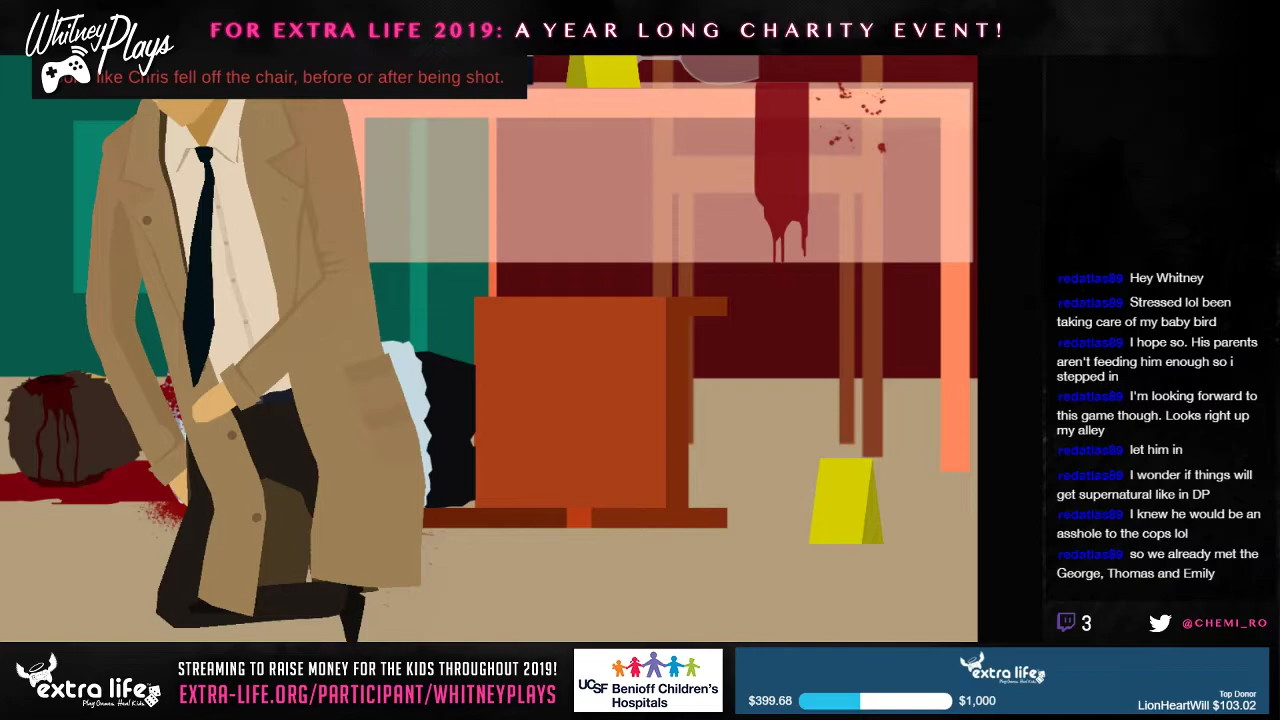 Whitney Plays
FOR EXTRA LIFE 2019: A YEAR LONG CHARITY EVENT!
like Chris fell off the chair, before or after being shot.
redatlas89 Hey Whitney
redatlas89 Stressed lol been
taking care of my baby bird
redatlas89 I hope so. His parents
aren't feeding him enough so i
stepped in
redatlas89 I'm looking forward to
this game though. Looks right up
my alley
redatlas89 let him in
redatlas89 I wonder if things will
get supernatural like in DP
redatlas89 I knew he would be an
asshole to the cops lol
redatlas89 so we already met the
George, Thomas and Emily
3 @CHEMI_RO
extra life
Play Games. Heal Kids.
STREAMING TO RAISE MONEY FOR THE KIDS THROUGHOUT 2019!
EXTRA-LIFE.ORG/PARTICIPANT/WHITNEYPLAYS
UCSF Benioff Children's
Hospitals
extra life
Play Games. Heal Kids.
$399.68 $1,000
Top Donor
LionHeartWill $103.02